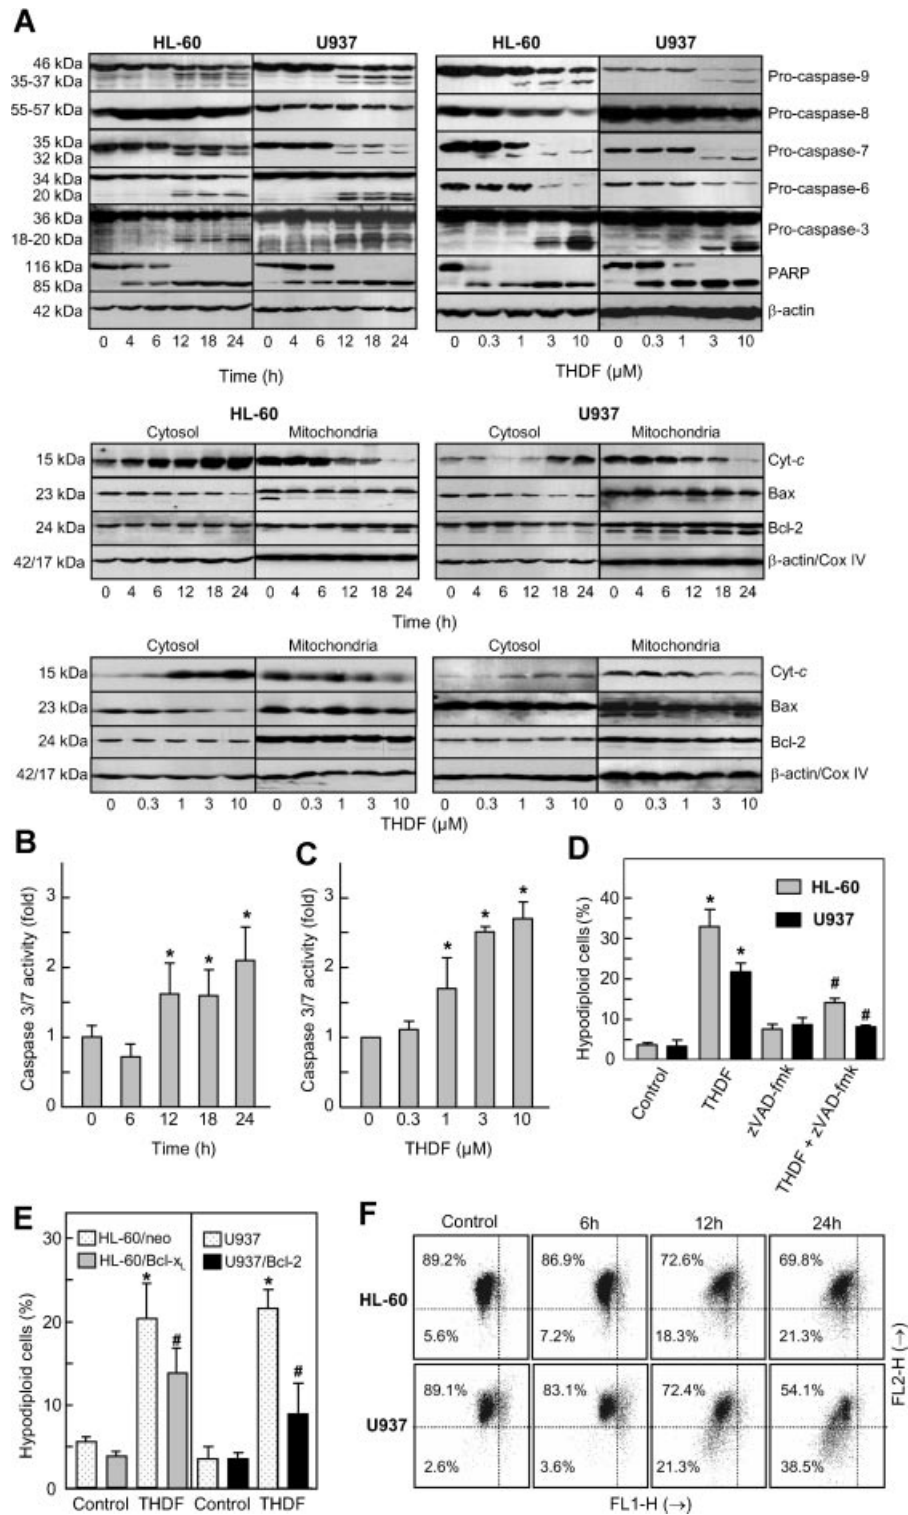 A
HL-60 U937 HL-60 U937
46 kDa
35-37 kDa
Pro-caspase-9
55-57 kDa
Pro-caspase-8
35 kDa
32 kDa
Pro-caspase-7
34 kDa
20 kDa
Pro-caspase-6
36 kDa
18-20 kDa
Pro-caspase-3
116 kDa
85 kDa
PARP
42 kDa
β-actin
0 4 6 12 18 24 0 4 6 12 18 24 0 0.3 1 3 10 0 0.3 1 3 10
Time (h) THDF (µM)
HL-60 U937
Cytosol Mitochondria Cytosol Mitochondria
15 kDa Cyt-c
23 kDa Bax
24 kDa Bcl-2
42/17 kDa β-actin/Cox IV
0 4 6 12 18 24 0 4 6 12 18 24 0 4 6 12 18 24 0 4 6 12 18 24
Time (h)
Cytosol Mitochondria Cytosol Mitochondria
15 kDa Cyt-c
23 kDa Bax
24 kDa Bcl-2
42/17 kDa β-actin/Cox IV
0 0.3 1 3 10 0 0.3 1 3 10 0 0.3 1 3 10 0 0.3 1 3 10
THDF (µM)
B
Caspase 3/7 activity (fold)
3
2
1
0
* * *
0 6 12 18 24
Time (h)
C
Caspase 3/7 activity (fold)
3
2
1
0
* * *
0 0.3 1 3 10
THDF (µM)
D
Hypodiploid cells (%)
40
30
20
10
0
HL-60
U937
* * # #
Control THDF zVAD-fmk THDF + zVAD-fmk
E
Hypodiploid cells (%)
30
20
10
0
HL-60/neo
HL-60/Bcl-xL
U937
U937/Bcl-2
* # * #
Control THDF Control THDF
F
Control 6h 12h 24h
HL-60
89.2% 86.9% 72.6% 69.8%
5.6% 7.2% 18.3% 21.3%
U937
89.1% 83.1% 72.4% 54.1%
2.6% 3.6% 21.3% 38.5%
FL2-H (→)
FL1-H (→)